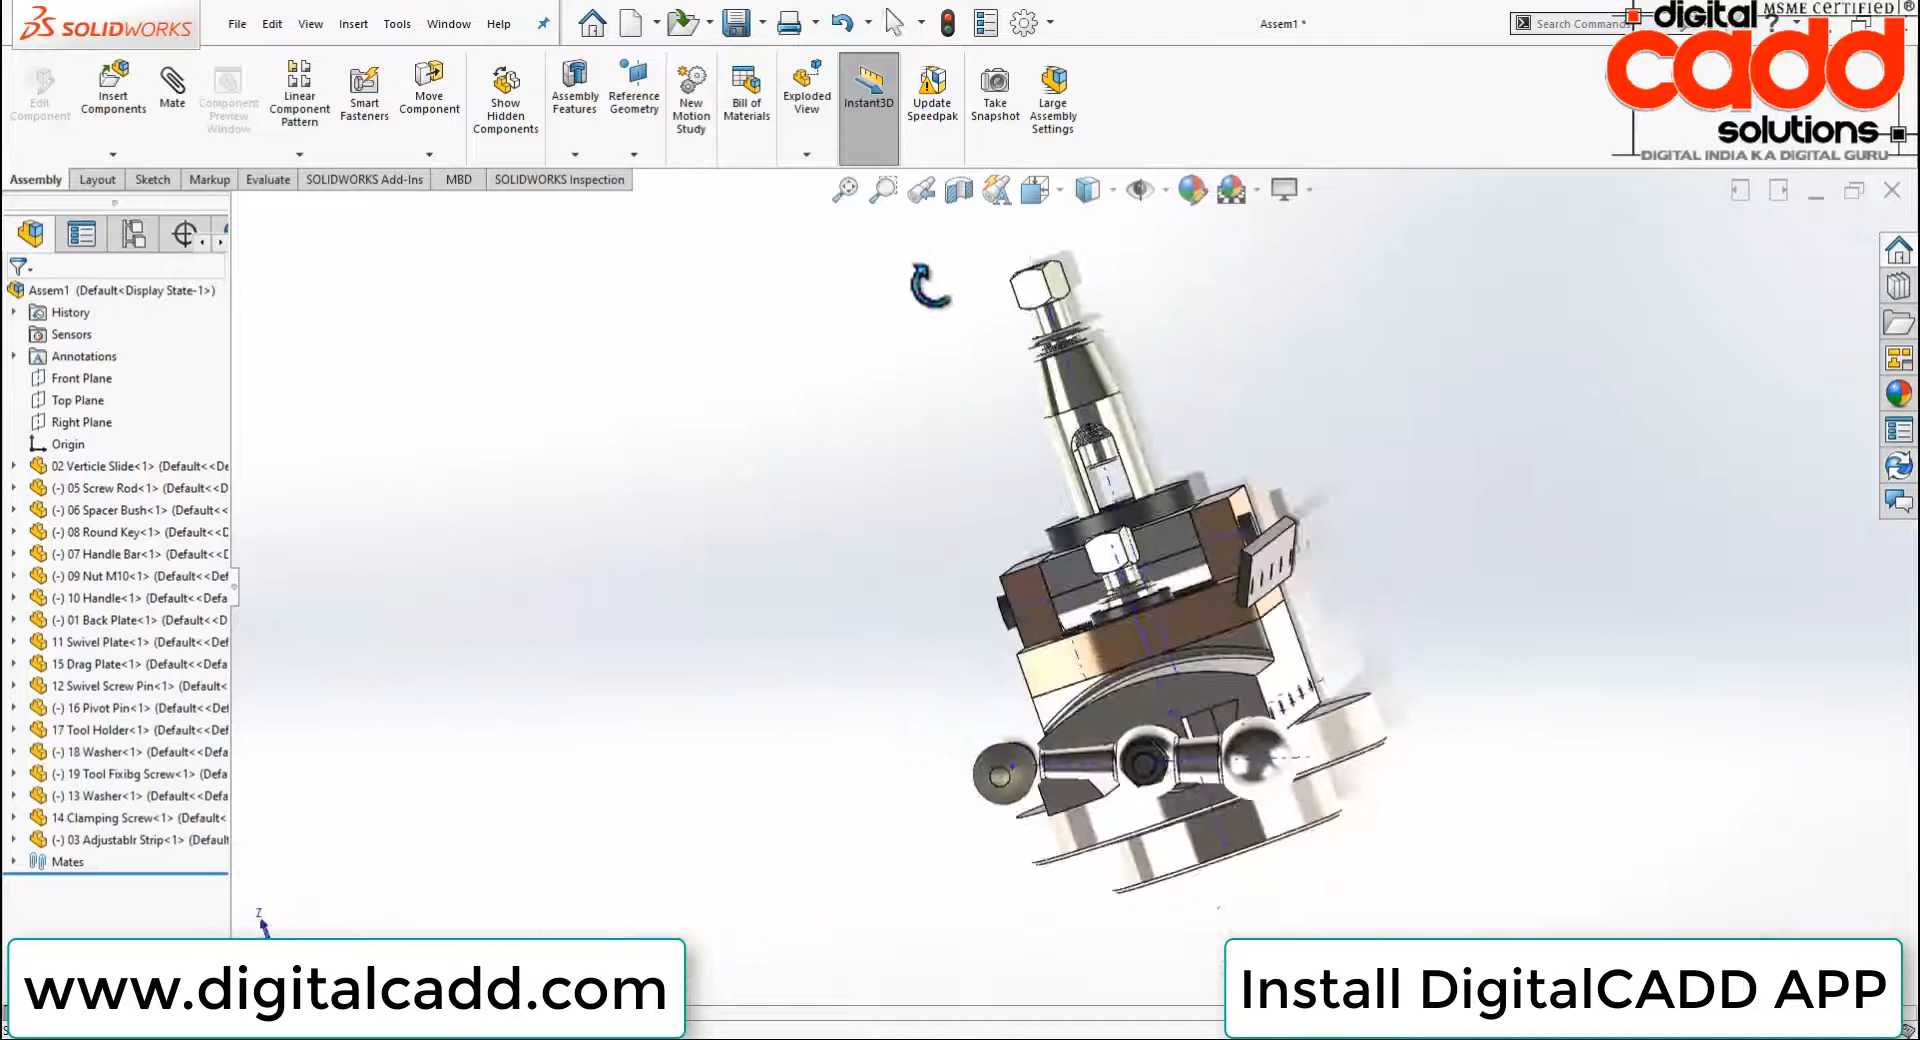 SOLIDWORKS
File Edit View Insert Tools Window Help
Assem1 *
Search Command
digital MSME CERTIFIED ®
cadd
solutions
DIGITAL INDIA KA DIGITAL GURU
Edit Component
Insert Components
Mate
Component Preview Window
Linear Component Pattern
Smart Fasteners
Move Component
Show Hidden Components
Assembly Features
Reference Geometry
New Motion Study
Bill of Materials
Exploded View
Instant3D
Update Speedpak
Take Snapshot
Large Assembly Settings
Assembly Layout Sketch Markup Evaluate SOLIDWORKS Add-Ins MBD SOLIDWORKS Inspection
Assem1 (Default<Display State-1>)
History
Sensors
Annotations
Front Plane
Top Plane
Right Plane
Origin
02 Verticle Slide<1> (Default<<De
(-) 05 Screw Rod<1> (Default<<D
(-) 06 Spacer Bush<1> (Default<<
(-) 08 Round Key<1> (Default<<D
(-) 07 Handle Bar<1> (Default<<D
(-) 09 Nut M10<1> (Default<<Def
(-) 10 Handle<1> (Default<<Defa
(-) 01 Back Plate<1> (Default<<D
11 Swivel Plate<1> (Default<<Def
15 Drag Plate<1> (Default<<Defa
12 Swivel Screw Pin<1> (Default<
(-) 16 Pivot Pin<1> (Default<<Def
17 Tool Holder<1> (Default<<Def
(-) 18 Washer<1> (Default<<Defa
(-) 19 Tool Fixibg Screw<1> (Defa
(-) 13 Washer<1> (Default<<Defa
14 Clamping Screw<1> (Default<
(-) 03 Adjustablr Strip<1> (Default
Mates
Z
www.digitalcadd.com
Install DigitalCADD APP